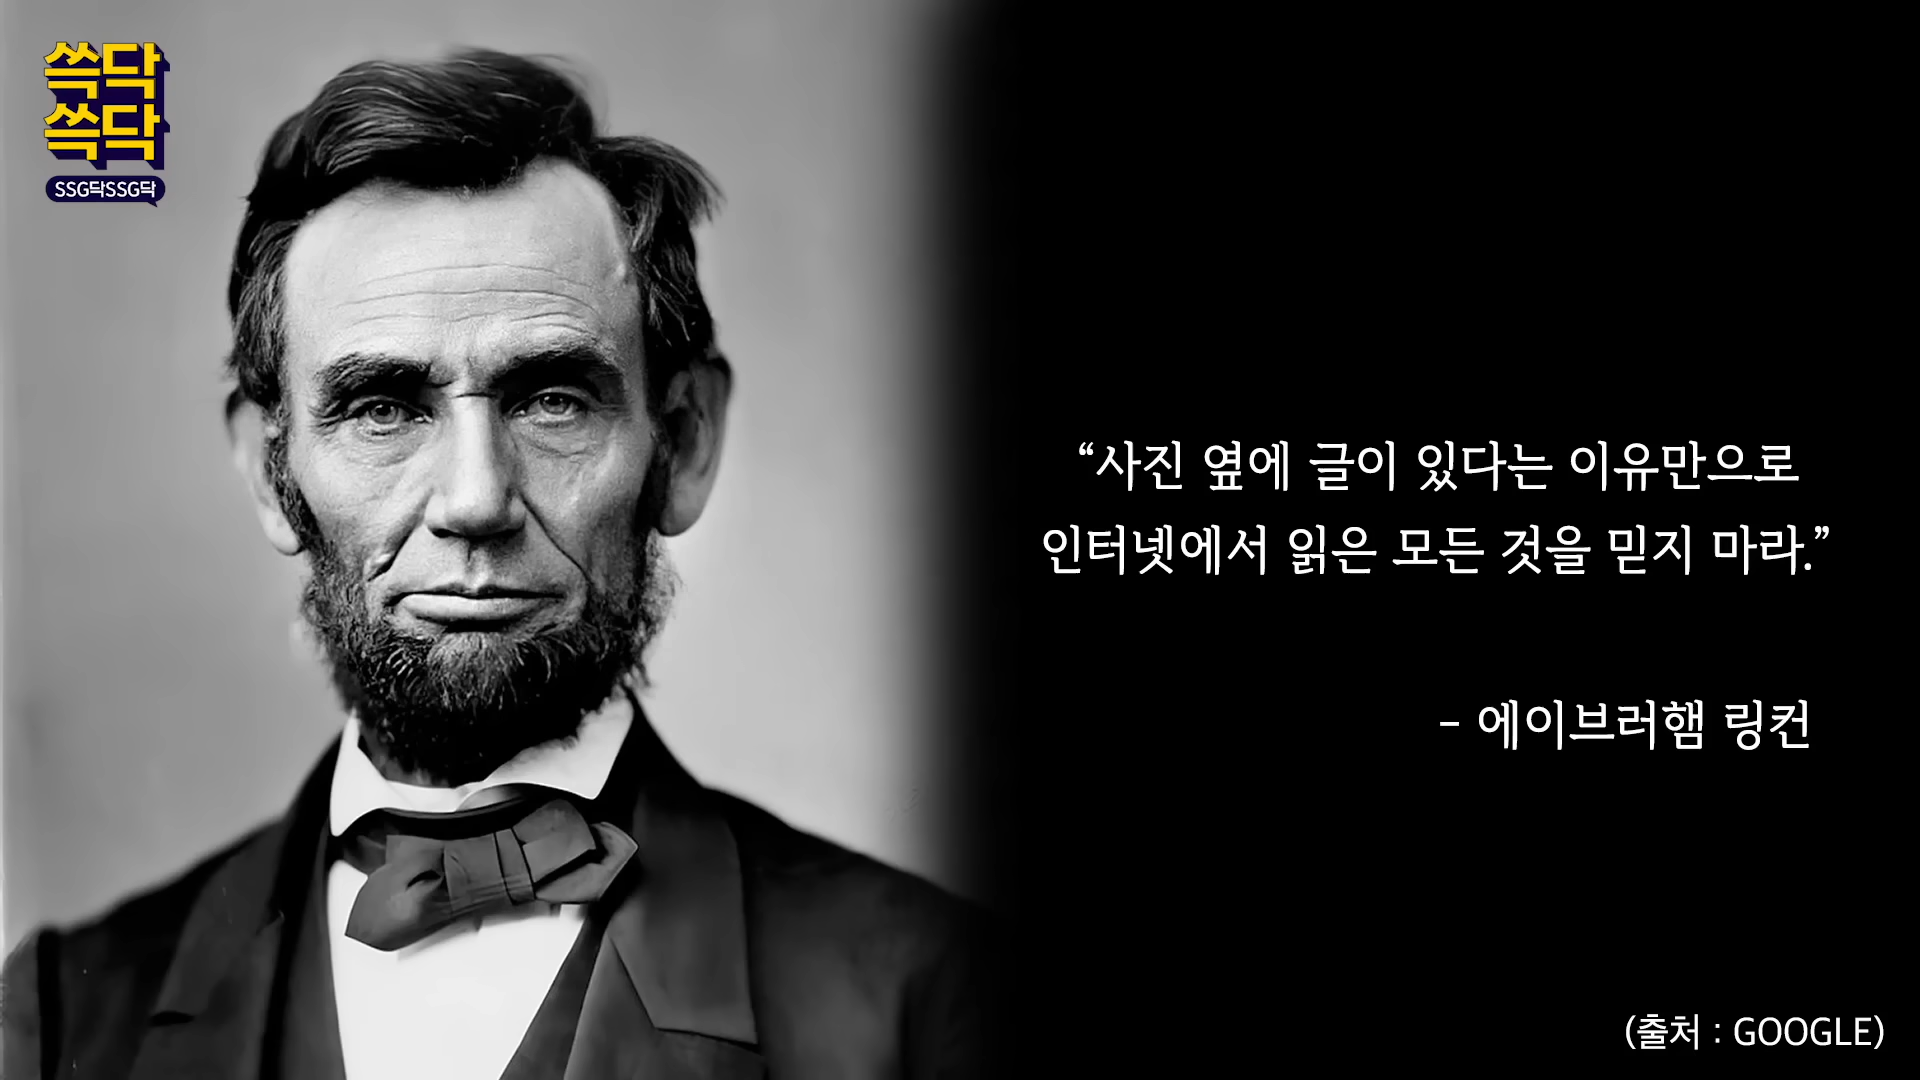 쓱닥
쓱닥
SSG닥SSG닥
“사진 옆에 글이 있다는 이유만으로
인터넷에서 읽은 모든 것을 믿지 마라.”
- 에이브러햄 링컨
(출처 : GOOGLE)